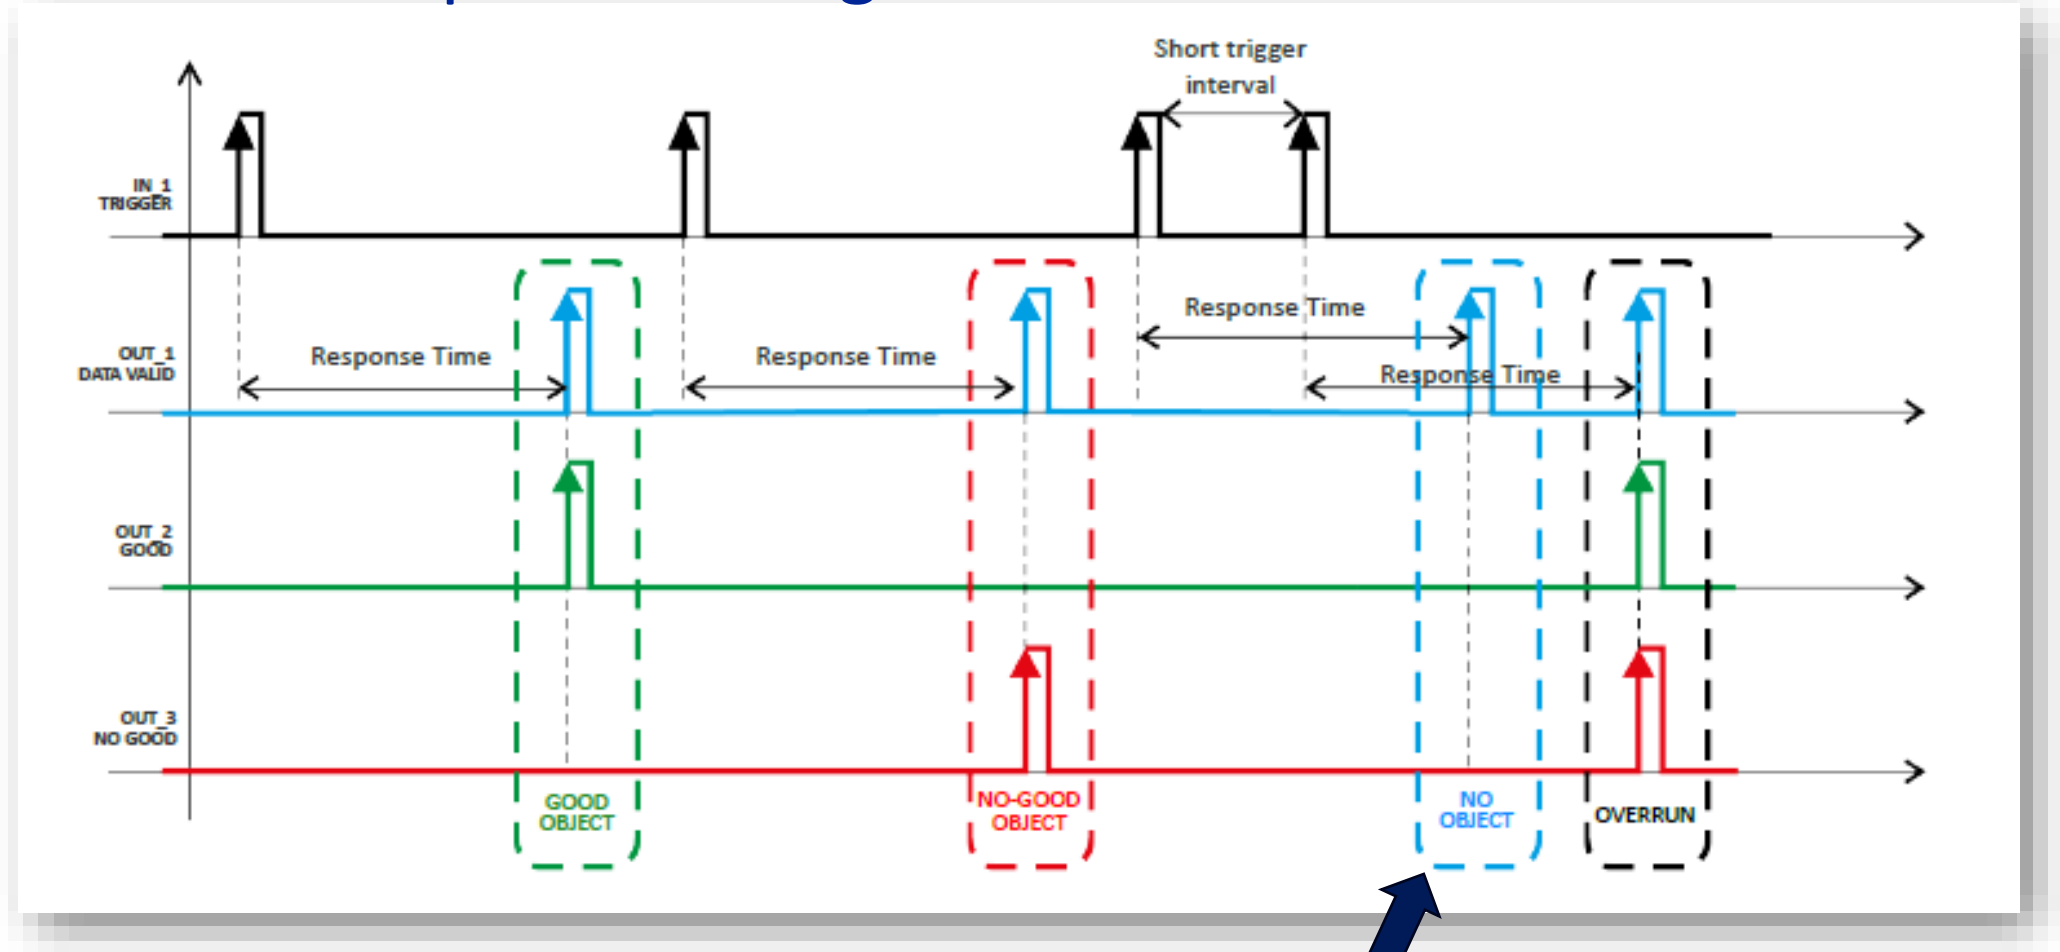 Short trigger
interval
IN_1
TRIGGER
Response Time
OUT_1
DATA VALID
Response Time
Response Time
Response Time
OUT_2
GOOD
OUT_3
NO GOOD
GOOD
OBJECT
NO-GOOD
OBJECT
NO
OBJECT
OVERRUN